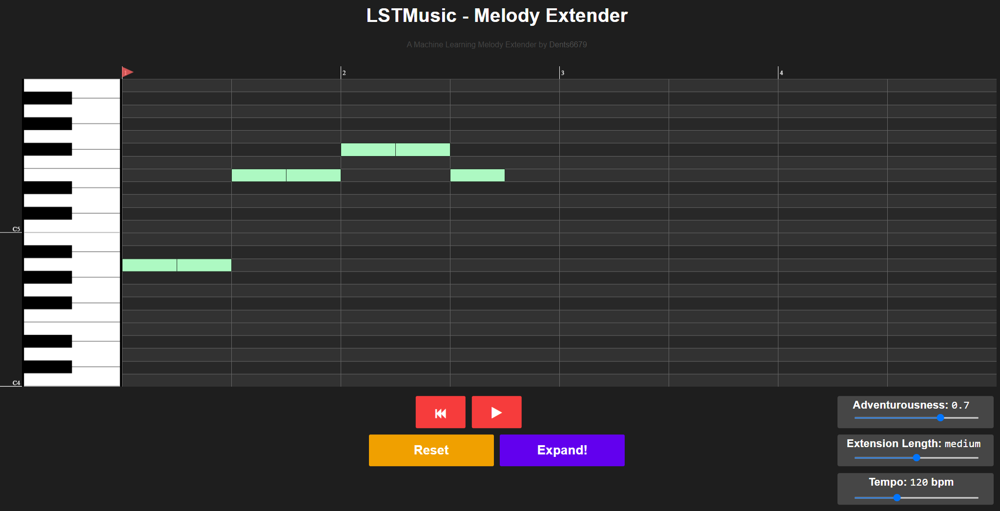 LSTMusic - Melody Extender
A Machine Learning Melody Extender by Dents6679
1 2 3 4
C5
C4
Adventurousness: 0.7
Reset Expand!
Extension Length: medium
Tempo: 120 bpm